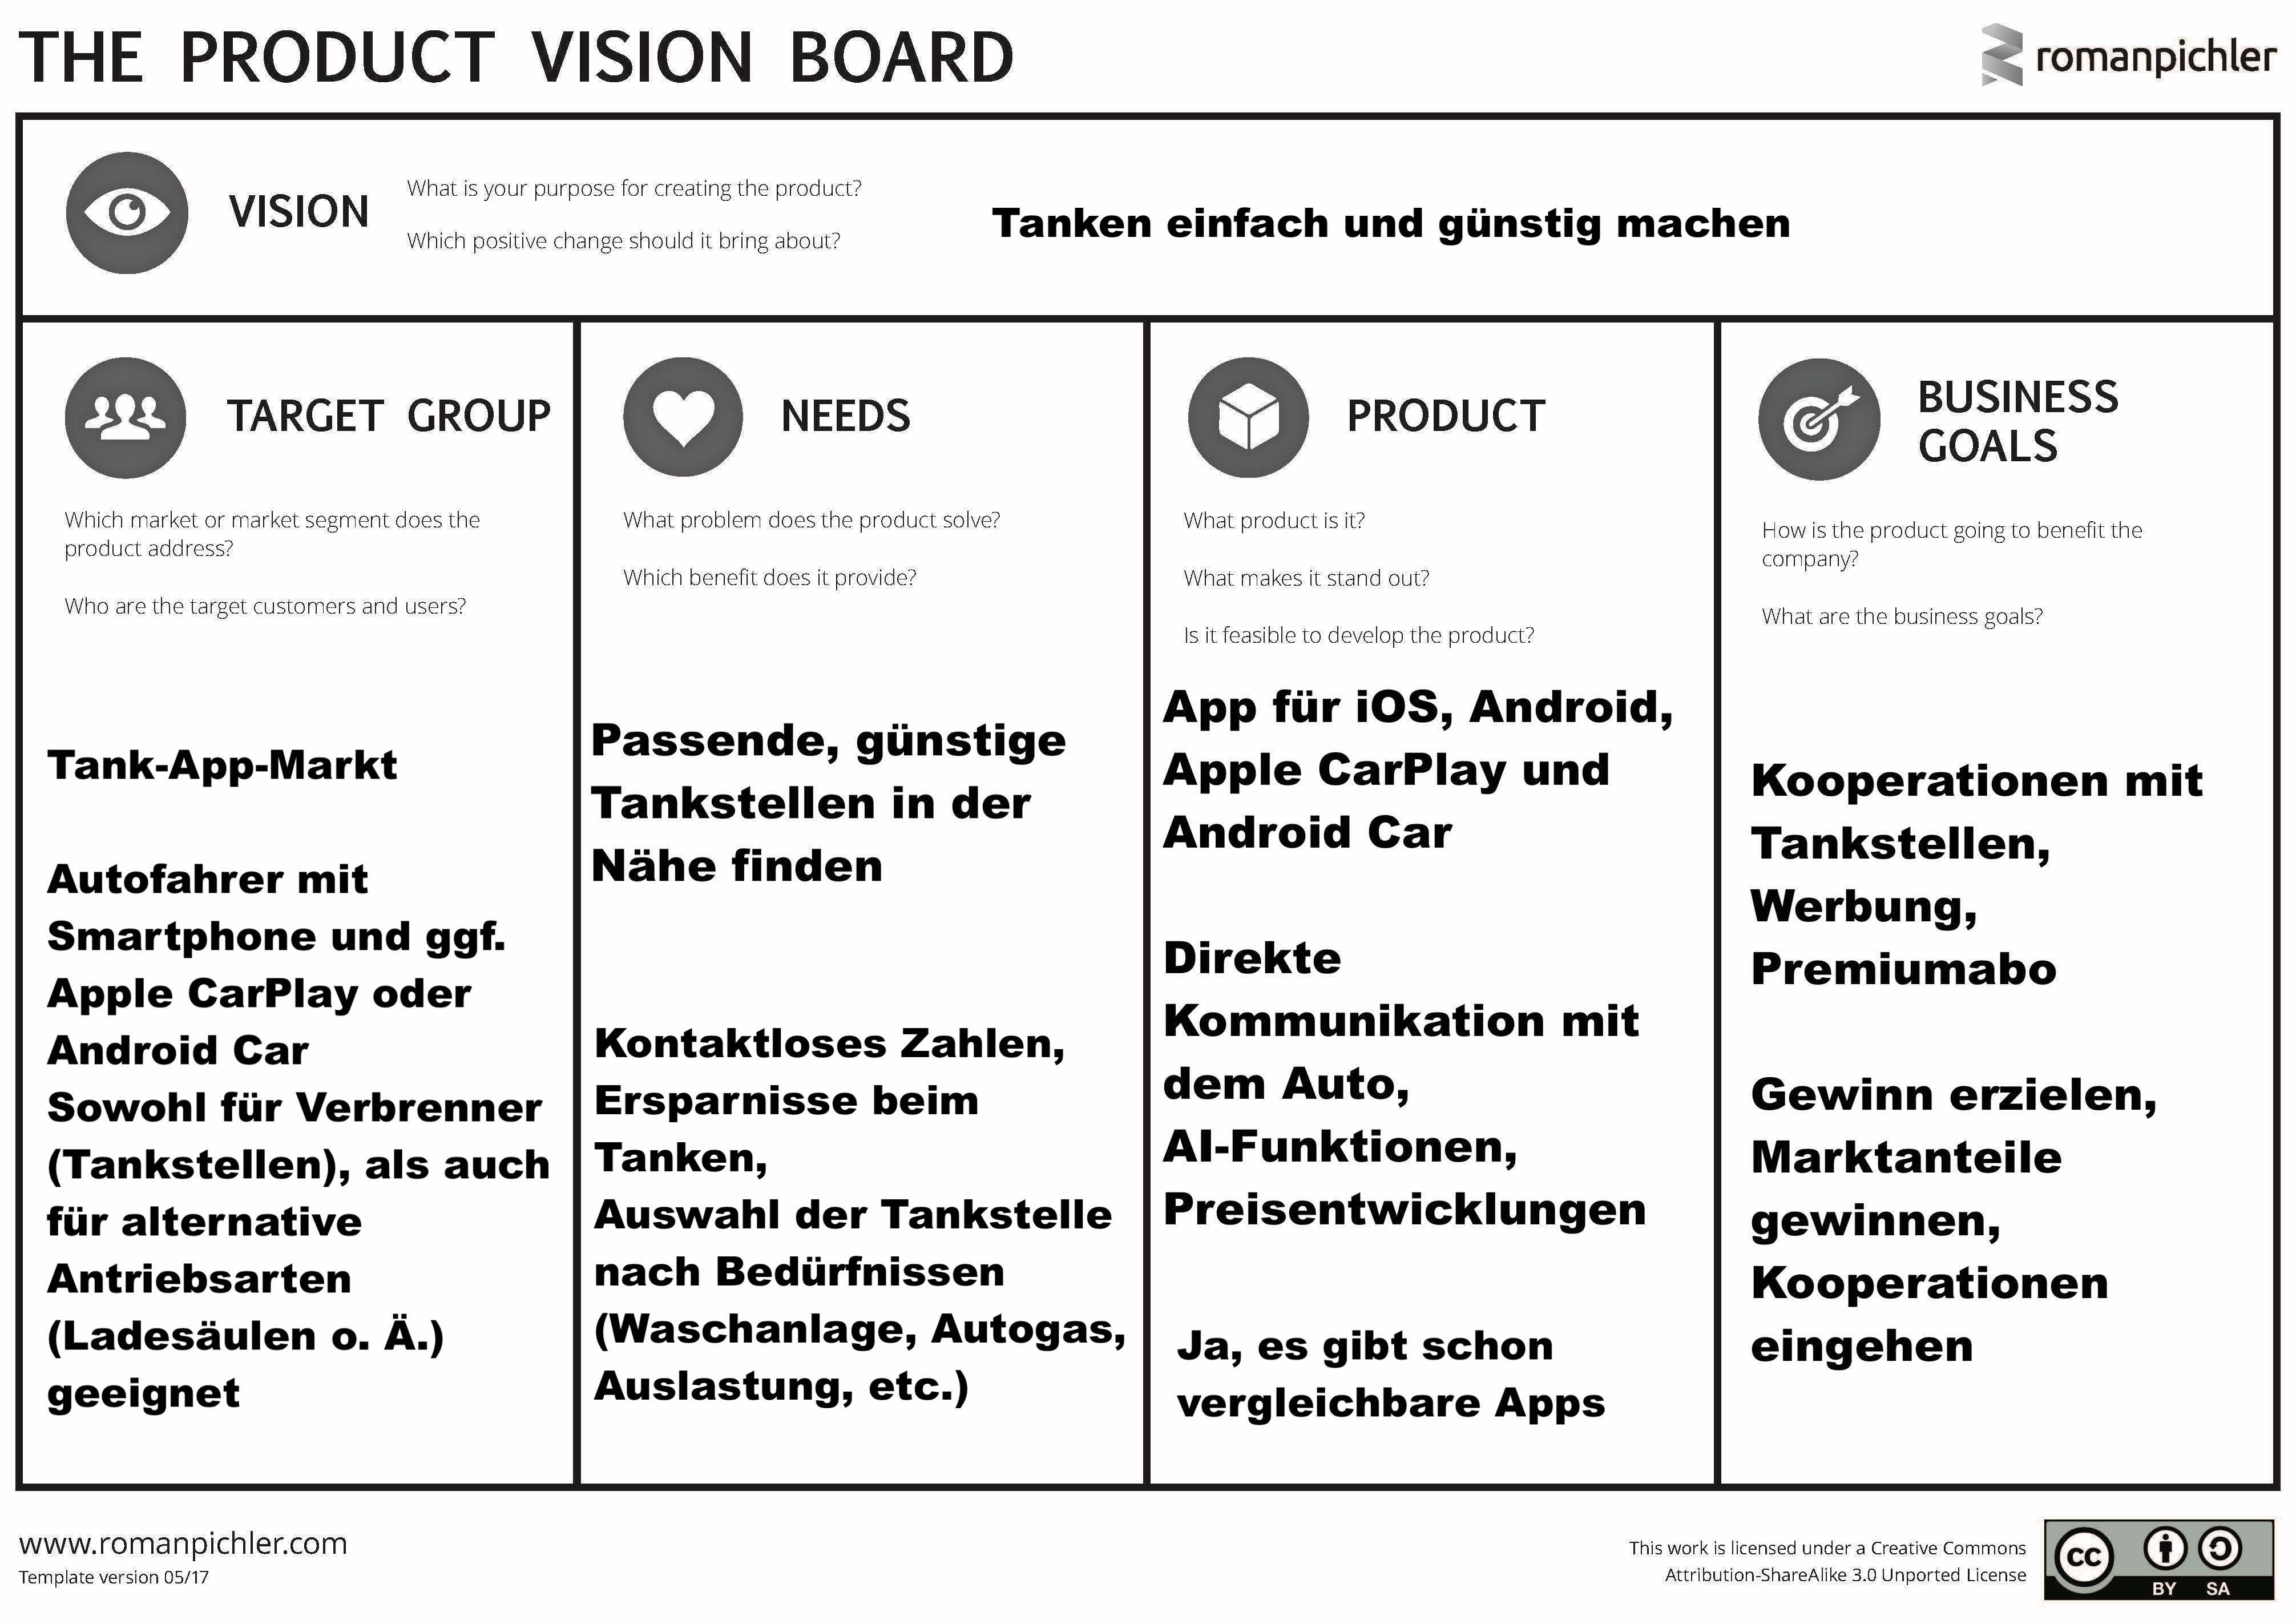 THE PRODUCT VISION BOARD
romanpichler
VISION
What is your purpose for creating the product?
Which positive change should it bring about?
Tanken einfach und günstig machen
TARGET GROUP
Which market or market segment does the
product address?
Who are the target customers and users?
Tank-App-Markt
Autofahrer mit
Smartphone und ggf.
Apple CarPlay oder
Android Car
Sowohl für Verbrenner
(Tankstellen), als auch
für alternative
Antriebsarten
(Ladesäulen o. Ä.)
geeignet
NEEDS
What problem does the product solve?
Which benefit does it provide?
Passende, günstige
Tankstellen in der
Nähe finden
Kontaktloses Zahlen,
Ersparnisse beim
Tanken,
Auswahl der Tankstelle
nach Bedürfnissen
(Waschanlage, Autogas,
Auslastung, etc.)
PRODUCT
What product is it?
What makes it stand out?
Is it feasible to develop the product?
App für iOS, Android,
Apple CarPlay und
Android Car
Direkte
Kommunikation mit
dem Auto,
AI-Funktionen,
Preisentwicklungen
Ja, es gibt schon
vergleichbare Apps
BUSINESS
GOALS
How is the product going to benefit the
company?
What are the business goals?
Kooperationen mit
Tankstellen,
Werbung,
Premiumabo
Gewinn erzielen,
Marktanteile
gewinnen,
Kooperationen
eingehen
www.romanpichler.com
Template version 05/17
This work is licensed under a Creative Commons
Attribution-ShareAlike 3.0 Unported License
cc
BY SA